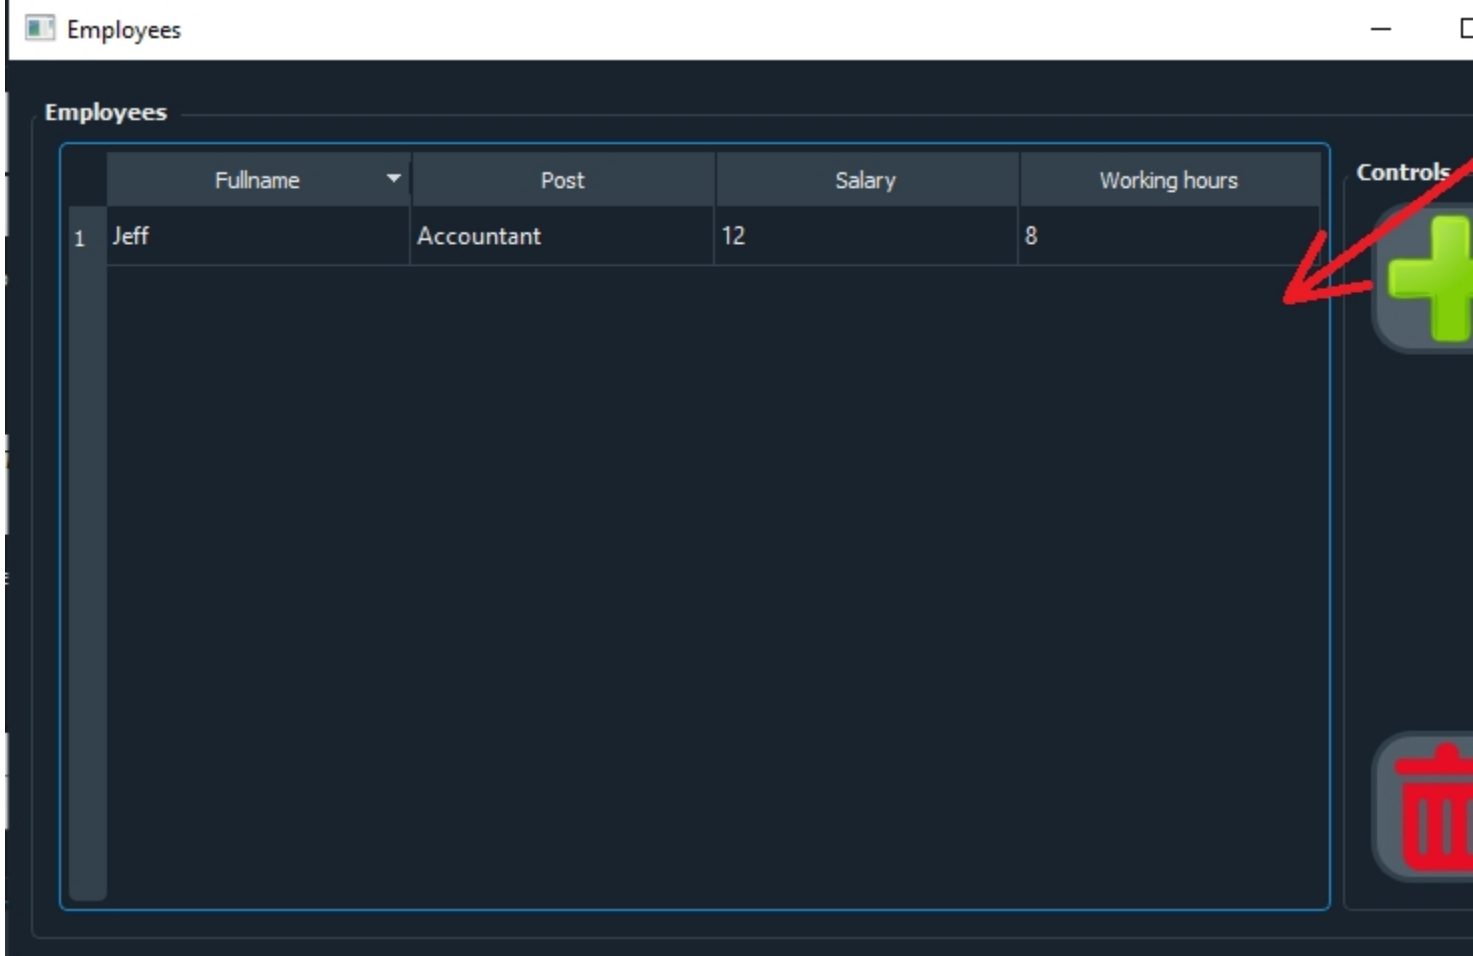 Employees
Employees
Fullname Post Salary Working hours
1 Jeff Accountant 12 8
Controls